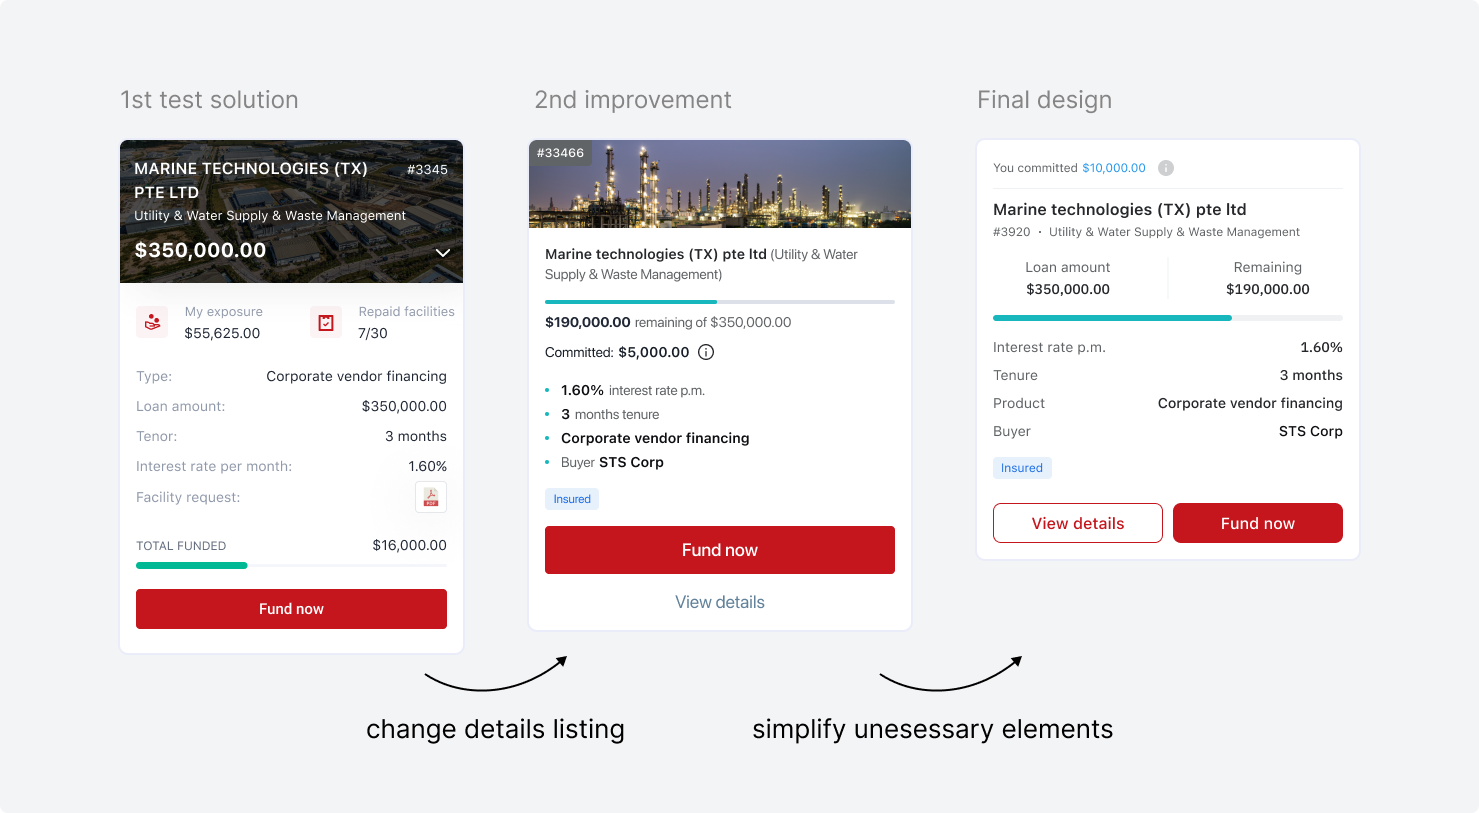 1st test solution
MARINE TECHNOLOGIES (TX)
PTE LTD
#3345
Utility & Water Supply & Waste Management
$350,000.00
My exposure
$55,625.00
Repaid facilities
7/30
Type:
Corporate vendor financing
Loan amount:
$350,000.00
Tenor:
3 months
Interest rate per month:
1.60%
Facility request:
PDF
TOTAL FUNDED
$16,000.00
Fund now
2nd improvement
#33466
Marine technologies (TX) pte ltd (Utility & Water
Supply & Waste Management)
$190,000.00 remaining of $350,000.00
Committed: $5,000.00
• 1.60% interest rate p.m.
• 3 months tenure
• Corporate vendor financing
• Buyer STS Corp
Insured
Fund now
View details
Final design
You committed $10,000.00
Marine technologies (TX) pte ltd
#3920 • Utility & Water Supply & Waste Management
Loan amount
$350,000.00
Remaining
$190,000.00
Interest rate p.m.
1.60%
Tenure
3 months
Product
Corporate vendor financing
Buyer
STS Corp
Insured
View details
Fund now
change details listing
simplify unesessary elements